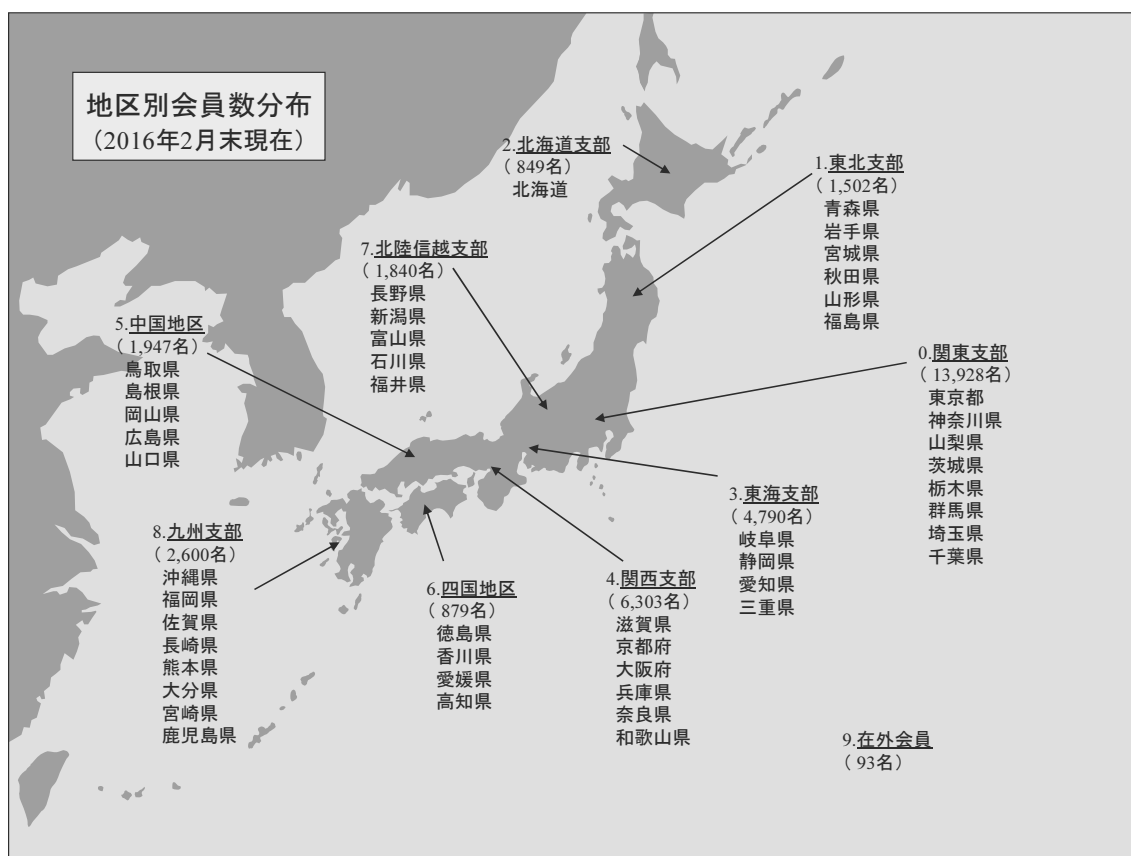 地区別会員数分布
（2016年2月末現在）
2.北海道支部
（ 849名）
北海道
1.東北支部
（ 1,502名）
青森県
岩手県
宮城県
秋田県
山形県
福島県
7.北陸信越支部
（ 1,840名）
長野県
新潟県
富山県
石川県
福井県
5.中国地区
（ 1,947名）
鳥取県
島根県
岡山県
広島県
山口県
0.関東支部
（ 13,928名）
東京都
神奈川県
山梨県
茨城県
栃木県
群馬県
埼玉県
千葉県
3.東海支部
（ 4,790名）
岐阜県
静岡県
愛知県
三重県
8.九州支部
（ 2,600名）
沖縄県
福岡県
佐賀県
長崎県
熊本県
大分県
宮崎県
鹿児島県
6.四国地区
（ 879名）
徳島県
香川県
愛媛県
高知県
4.関西支部
（ 6,303名）
滋賀県
京都府
大阪府
兵庫県
奈良県
和歌山県
9.在外会員
（ 93名）